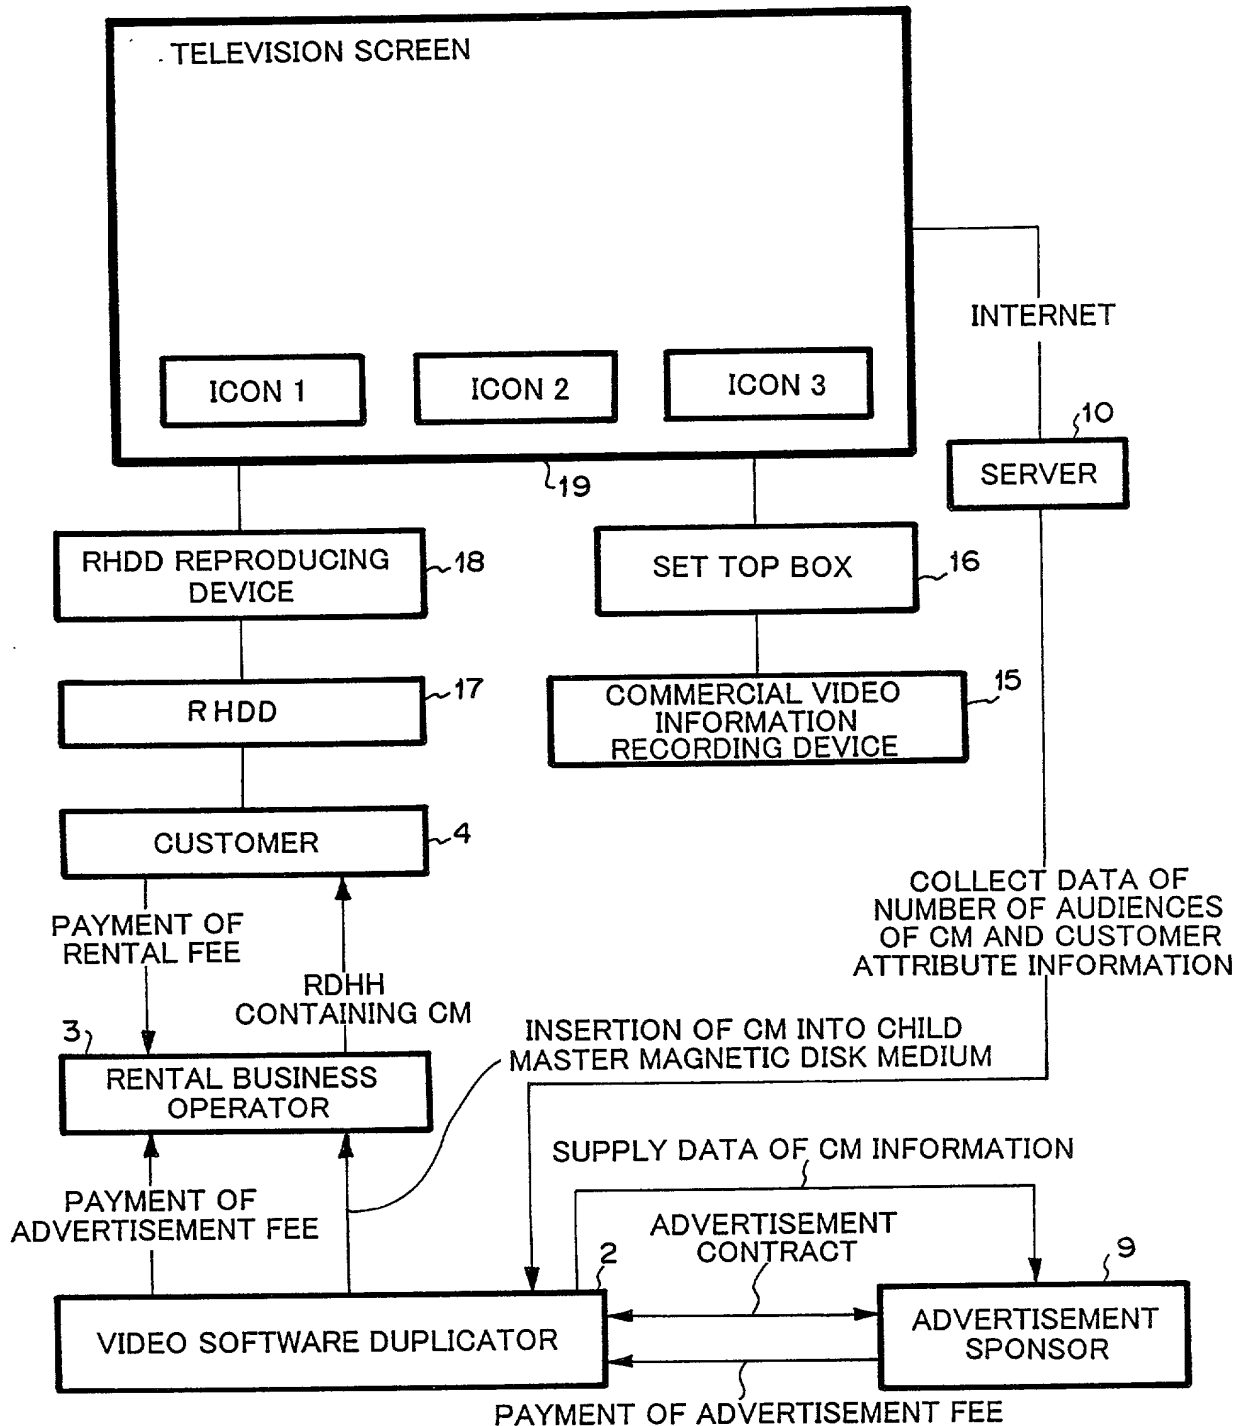 TELEVISION SCREEN
INTERNET
ICON 1
ICON 2
ICON 3
10
SERVER
19
RHDD REPRODUCING
DEVICE
18
SET TOP BOX
16
RHDD
17
COMMERCIAL VIDEO
INFORMATION
RECORDING DEVICE
15
CUSTOMER
4
COLLECT DATA OF
NUMBER OF AUDIENCES
OF CM AND CUSTOMER
ATTRIBUTE INFORMATION
PAYMENT OF
RENTAL FEE
RDHH
CONTAINING CM
3
RENTAL BUSINESS
OPERATOR
INSERTION OF CM INTO CHILD
MASTER MAGNETIC DISK MEDIUM
SUPPLY DATA OF CM INFORMATION
PAYMENT OF
ADVERTISEMENT FEE
ADVERTISEMENT
CONTRACT
2
VIDEO SOFTWARE DUPLICATOR
9
ADVERTISEMENT
SPONSOR
PAYMENT OF ADVERTISEMENT FEE